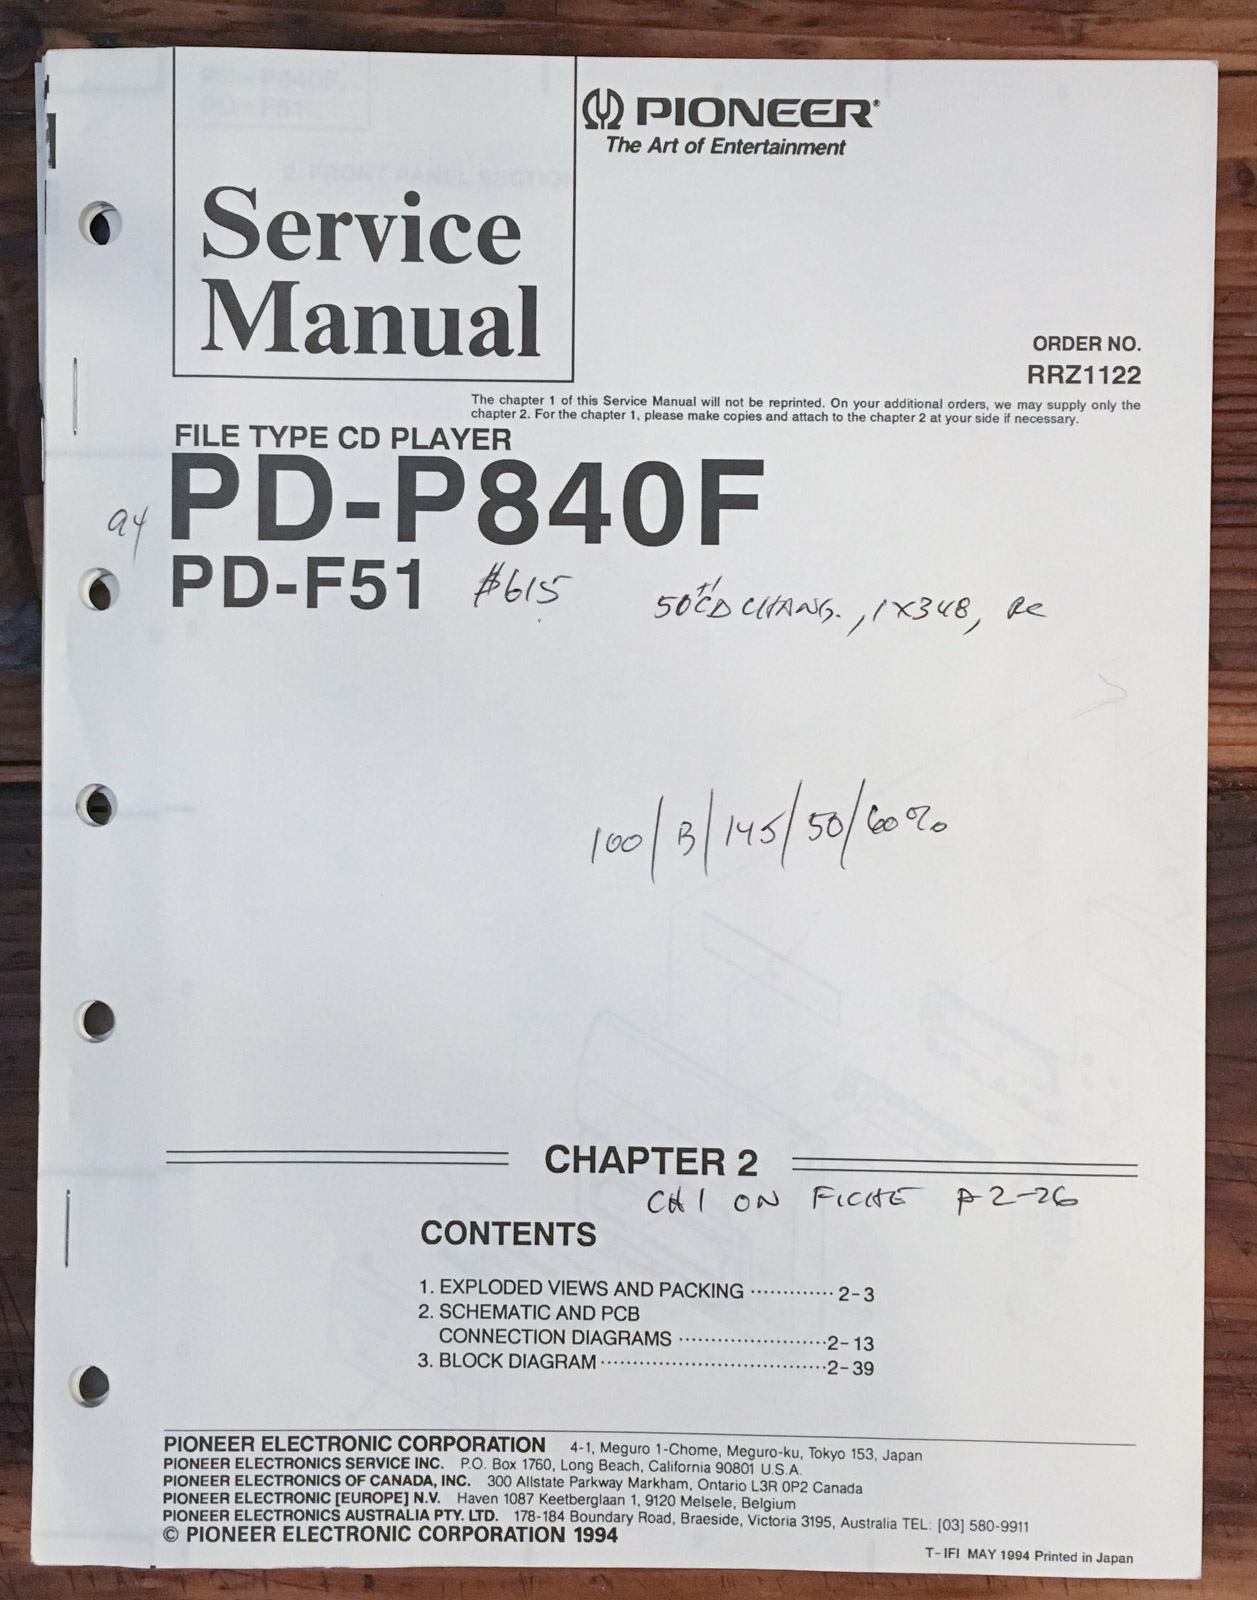 PIONEER®
The Art of Entertainment
Service
Manual
ORDER NO.
RRZ1122
The chapter 1 of this Service Manual will not be reprinted. On your additional orders, we may supply only the
chapter 2. For the chapter 1, please make copies and attach to the chapter 2 at your side if necessary.
FILE TYPE CD PLAYER
PD-P840F
94
PD-F51
$615
50+1 CD CHANG., 1X348, RC
100/B/145/50/60%
CHAPTER 2
CH 1 ON FICHE A2-26
CONTENTS
1. EXPLODED VIEWS AND PACKING ············· 2-3
2. SCHEMATIC AND PCB
CONNECTION DIAGRAMS ·······················2-13
3. BLOCK DIAGRAM ···································2-39
PIONEER ELECTRONIC CORPORATION 4-1, Meguro 1-Chome, Meguro-ku, Tokyo 153, Japan
PIONEER ELECTRONICS SERVICE INC. P.O. Box 1760, Long Beach, California 90801 U.S.A.
PIONEER ELECTRONICS OF CANADA, INC. 300 Allstate Parkway Markham, Ontario L3R 0P2 Canada
PIONEER ELECTRONIC [EUROPE] N.V. Haven 1087 Keetberglaan 1, 9120 Melsele, Belgium
PIONEER ELECTRONICS AUSTRALIA PTY. LTD. 178-184 Boundary Road, Braeside, Victoria 3195, Australia TEL: [03] 580-9911
© PIONEER ELECTRONIC CORPORATION 1994
T-IFI MAY 1994 Printed in Japan